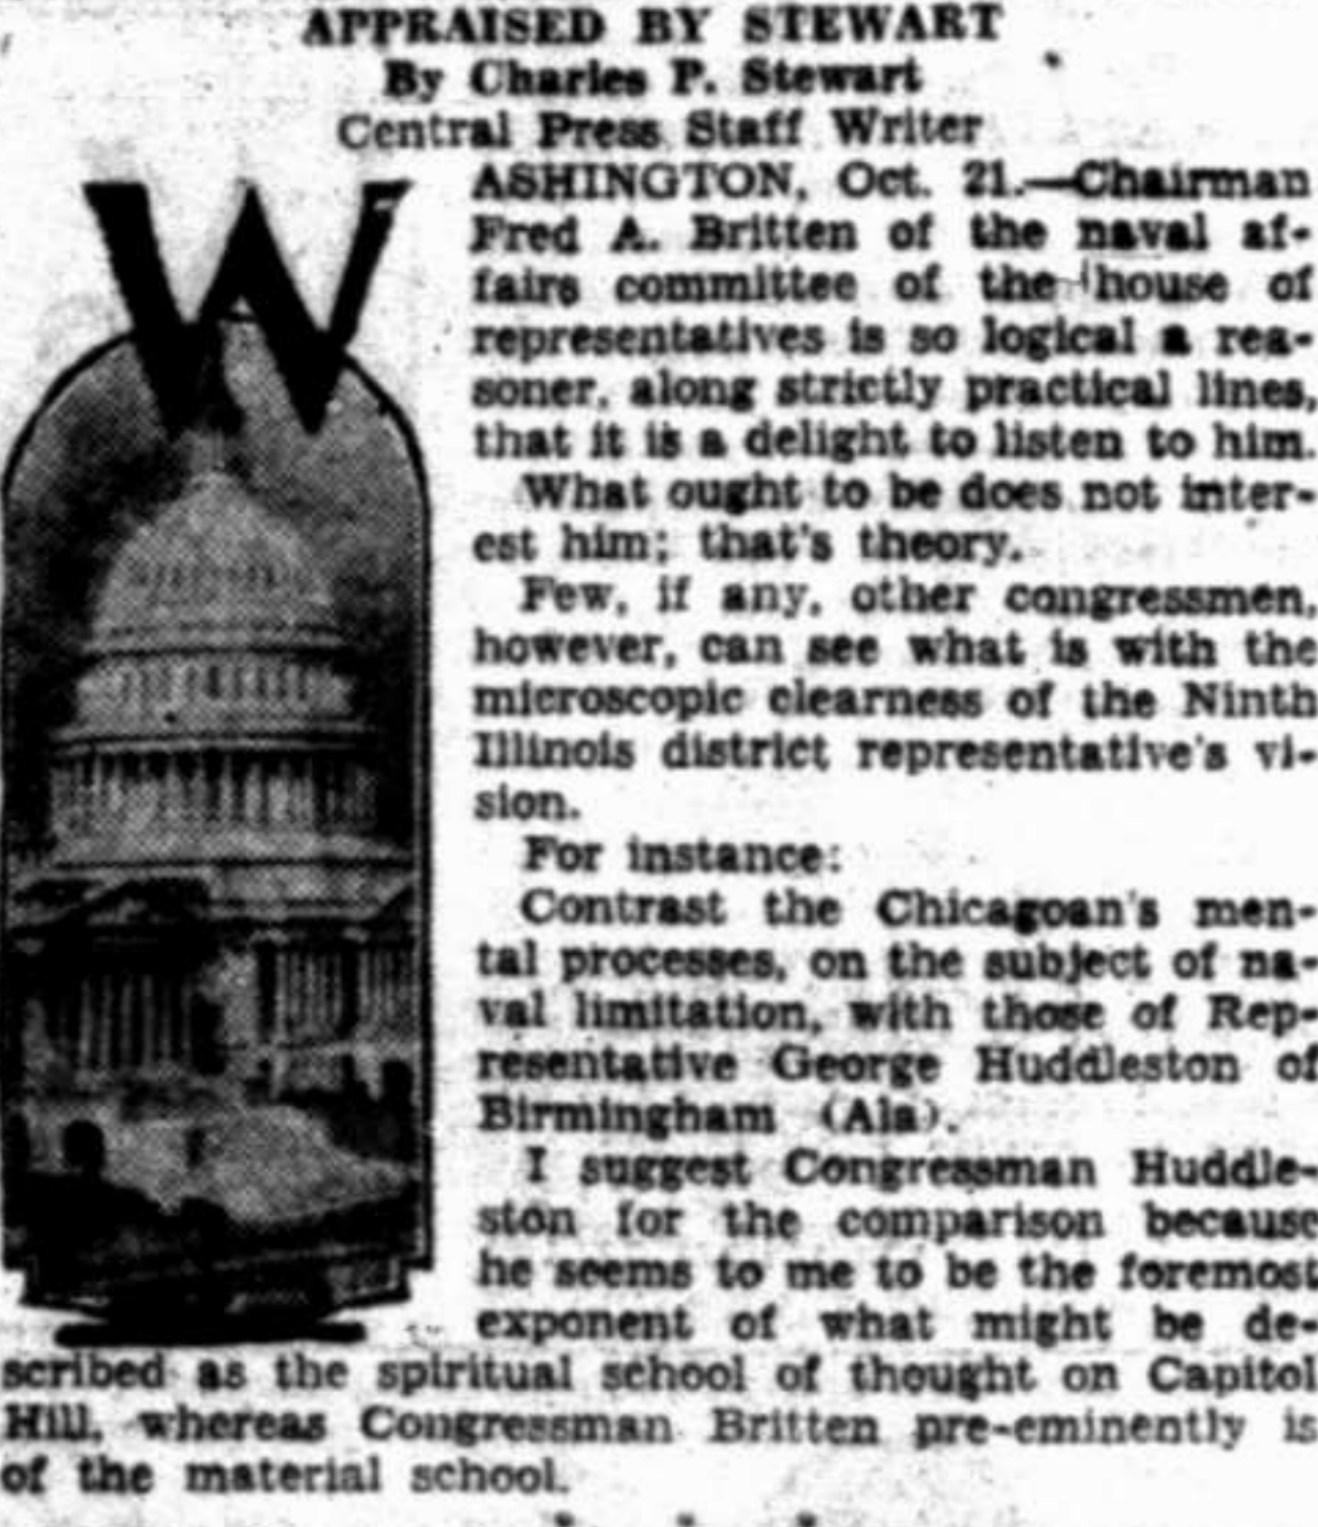 APPRAISED BY STEWART
By Charles P. Stewart
Central Press Staff Writer
WASHINGTON, Oct. 21.—Chairman
Fred A. Britten of the naval af-
fairs committee of the house of
representatives is so logical a rea-
soner, along strictly practical lines,
that it is a delight to listen to him.
What ought to be does not inter-
est him; that's theory.
Few, if any, other congressmen,
however, can see what is with the
microscopic clearness of the Ninth
Illinois district representative's vi-
sion.
For instance:
Contrast the Chicagoan's men-
tal processes, on the subject of na-
val limitation, with those of Rep-
resentative George Huddleston of
Birmingham (Ala).
I suggest Congressman Huddle-
ston for the comparison because
he seems to me to be the foremost
exponent of what might be de-
scribed as the spiritual school of thought on Capitol
Hill, whereas Congressman Britten pre-eminently is
of the material school.